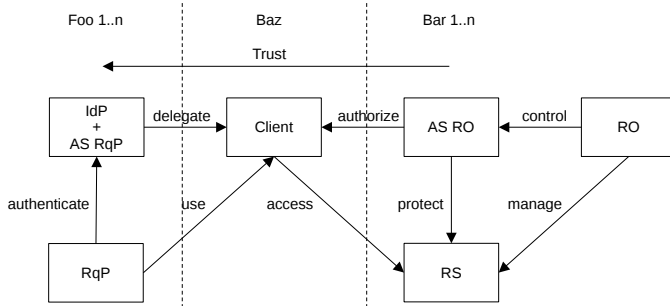 Foo 1..n
Baz
Bar 1..n
Trust
IdP
+
AS RqP
delegate
Client
authorize
AS RO
control
RO
authenticate
use
access
protect
manage
RqP
RS